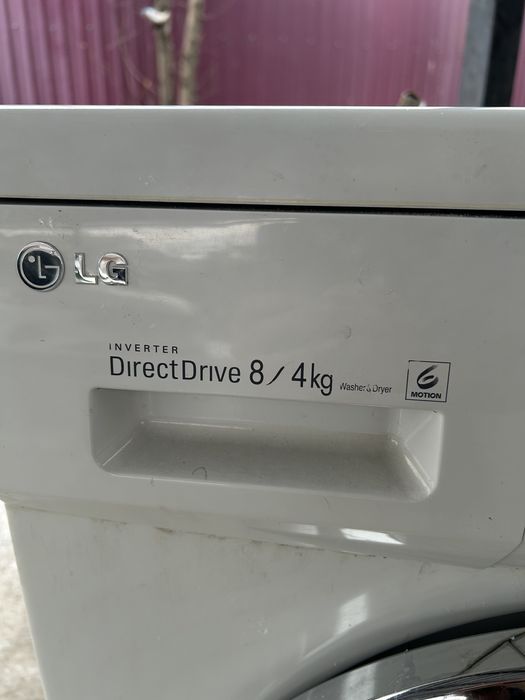 LG
INVERTER
DirectDrive 8/4kg Washer&Dryer
6
MOTION